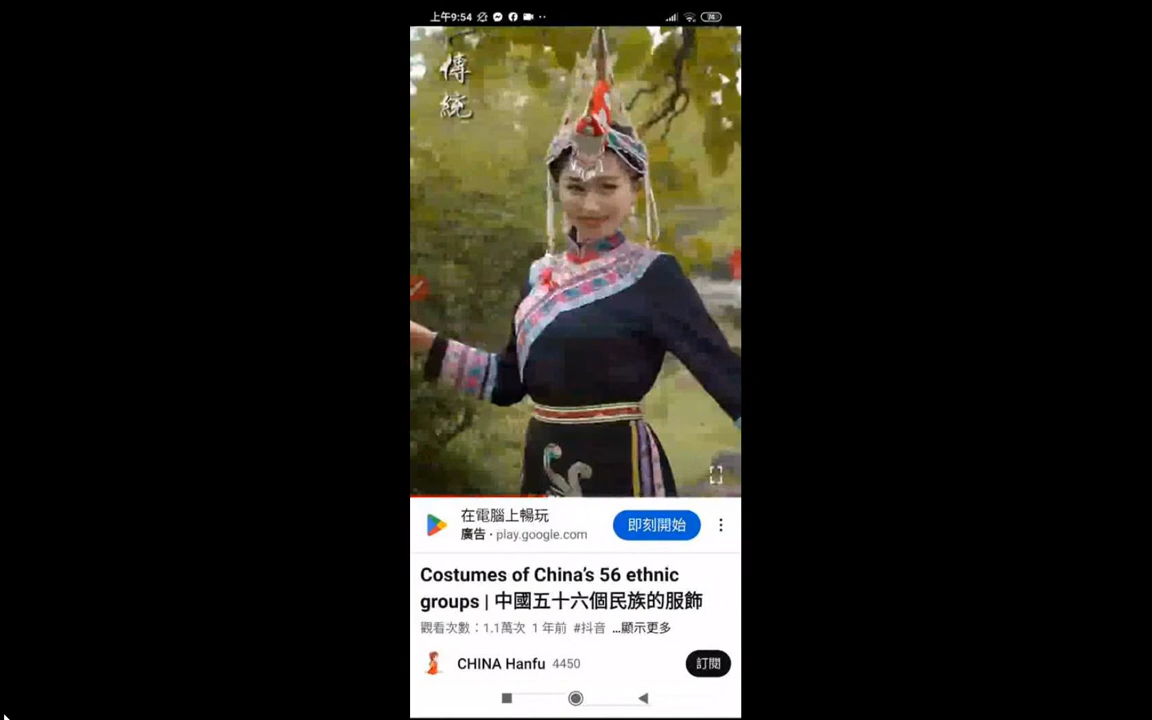 上午9:54
74
傳
統
在電腦上暢玩
廣告 · play.google.com
即刻開始
Costumes of China's 56 ethnic
groups | 中國五十六個民族的服飾
觀看次數：1.1萬次 1 年前 #抖音 ...顯示更多
CHINA Hanfu 4450
訂閱